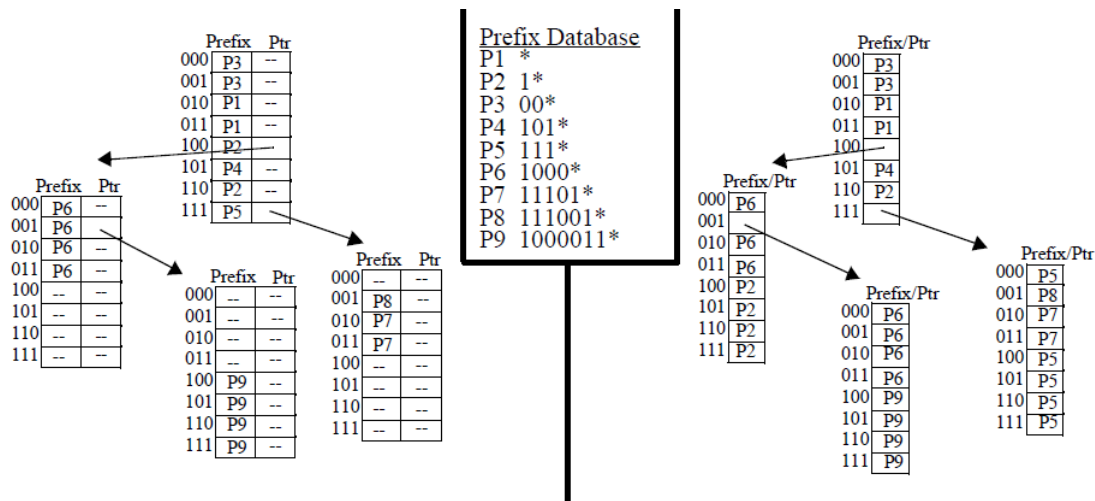 Prefix Ptr
000 P3 --
001 P3 --
010 P1 --
011 P1 --
100 P2
101 P4 --
110 P2 --
111 P5
Prefix Ptr
000 P6 --
001 P6
010 P6 --
011 P6 --
100 -- --
101 -- --
110 -- --
111 -- --
Prefix Ptr
000 -- --
001 -- --
010 -- --
011 -- --
100 P9 --
101 P9 --
110 P9 --
111 P9 --
Prefix Ptr
000 -- --
001 P8 --
010 P7 --
011 P7 --
100 -- --
101 -- --
110 -- --
111 -- --
Prefix Database
P1 *
P2 1*
P3 00*
P4 101*
P5 111*
P6 1000*
P7 11101*
P8 111001*
P9 1000011*
Prefix/Ptr
000 P3
001 P3
010 P1
011 P1
100
101 P4
110 P2
111
Prefix/Ptr
000 P6
001
010 P6
011 P6
100 P2
101 P2
110 P2
111 P2
Prefix/Ptr
000 P6
001 P6
010 P6
011 P6
100 P9
101 P9
110 P9
111 P9
Prefix/Ptr
000 P5
001 P8
010 P7
011 P7
100 P5
101 P5
110 P5
111 P5